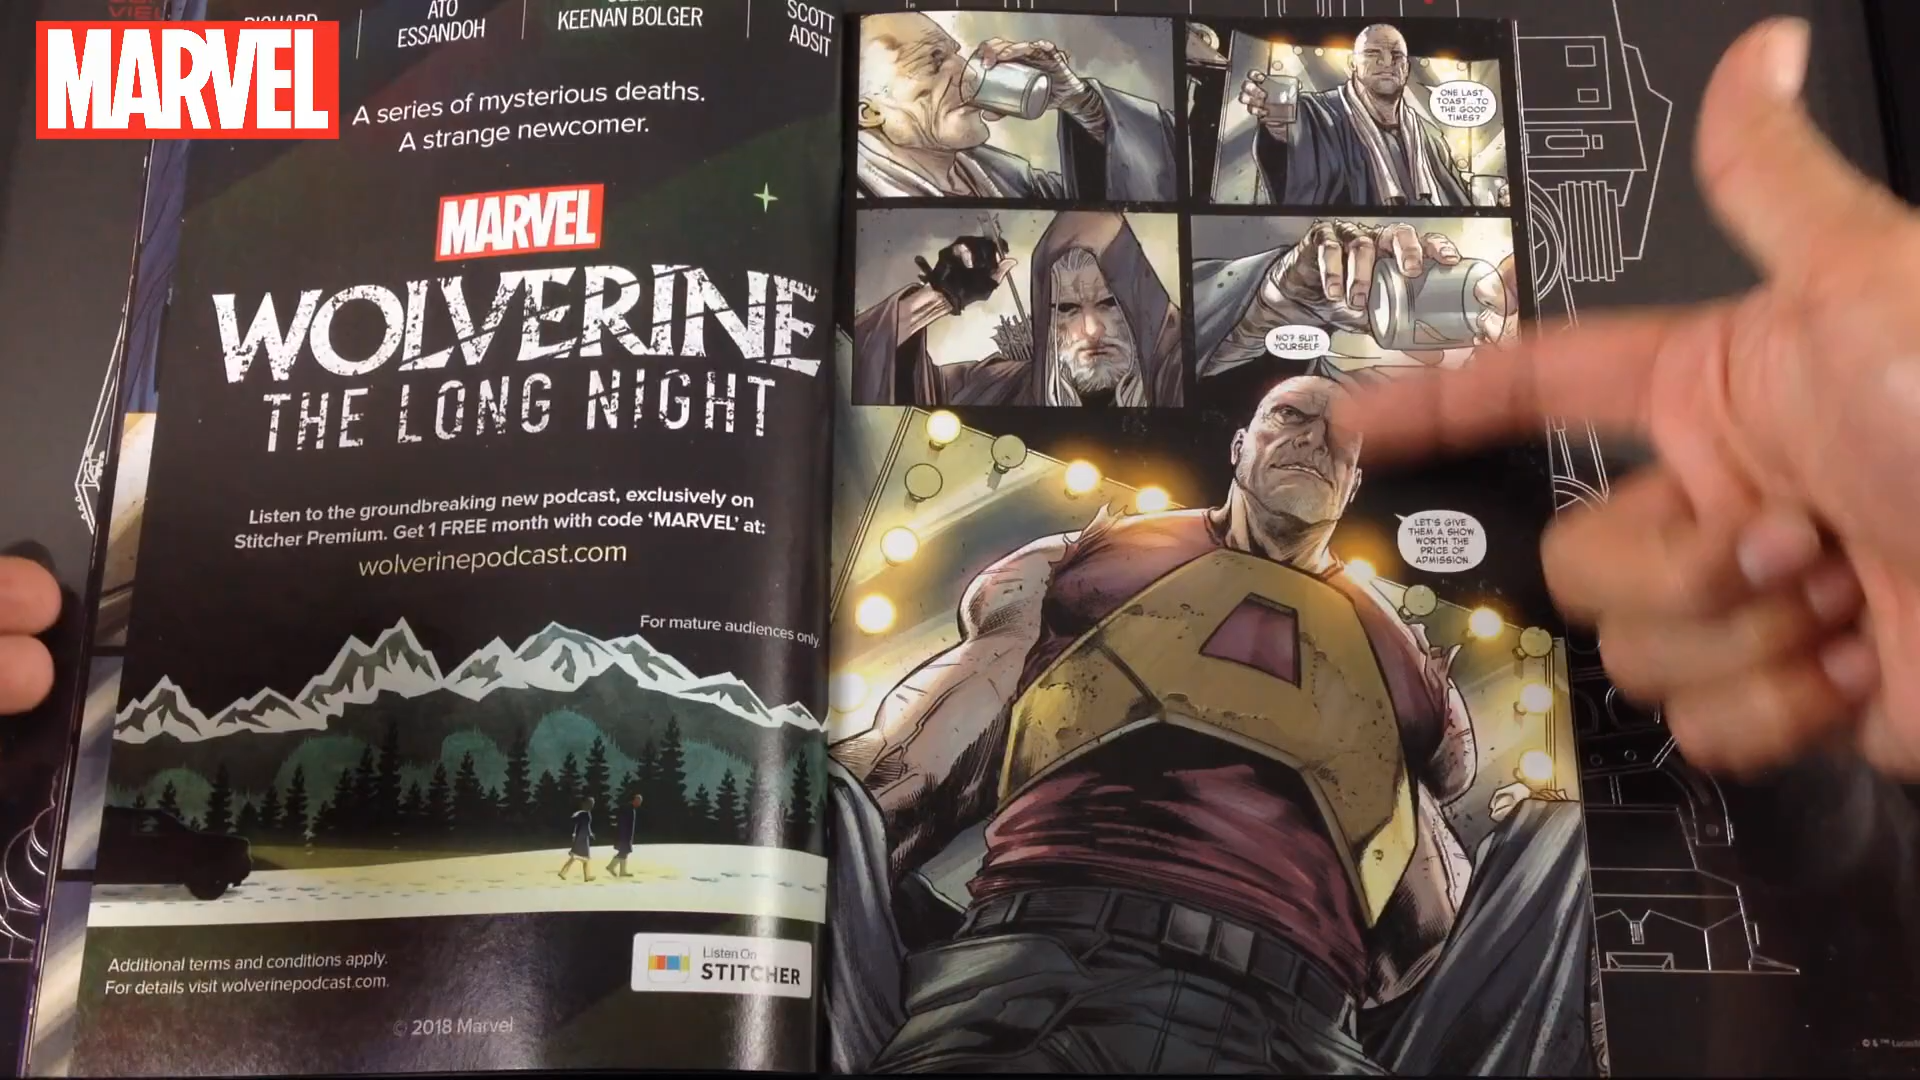 MARVEL
ATO
ESSANDOH
KEENAN BOLGER
SCOTT
ADSIT
A series of mysterious deaths.
A strange newcomer.
MARVEL
WOLVERINE
THE LONG NIGHT
Listen to the groundbreaking new podcast, exclusively on
Stitcher Premium. Get 1 FREE month with code ‘MARVEL’ at:
wolverinepodcast.com
For mature audiences only.
Additional terms and conditions apply.
For details visit wolverinepodcast.com.
Listen On
STITCHER
© 2018 Marvel
ONE LAST
TOAST...TO
THE GOOD
TIMES?
NO? SUIT
YOURSELF.
LET'S GIVE
THEM A SHOW
WORTH THE
PRICE OF
ADMISSION.